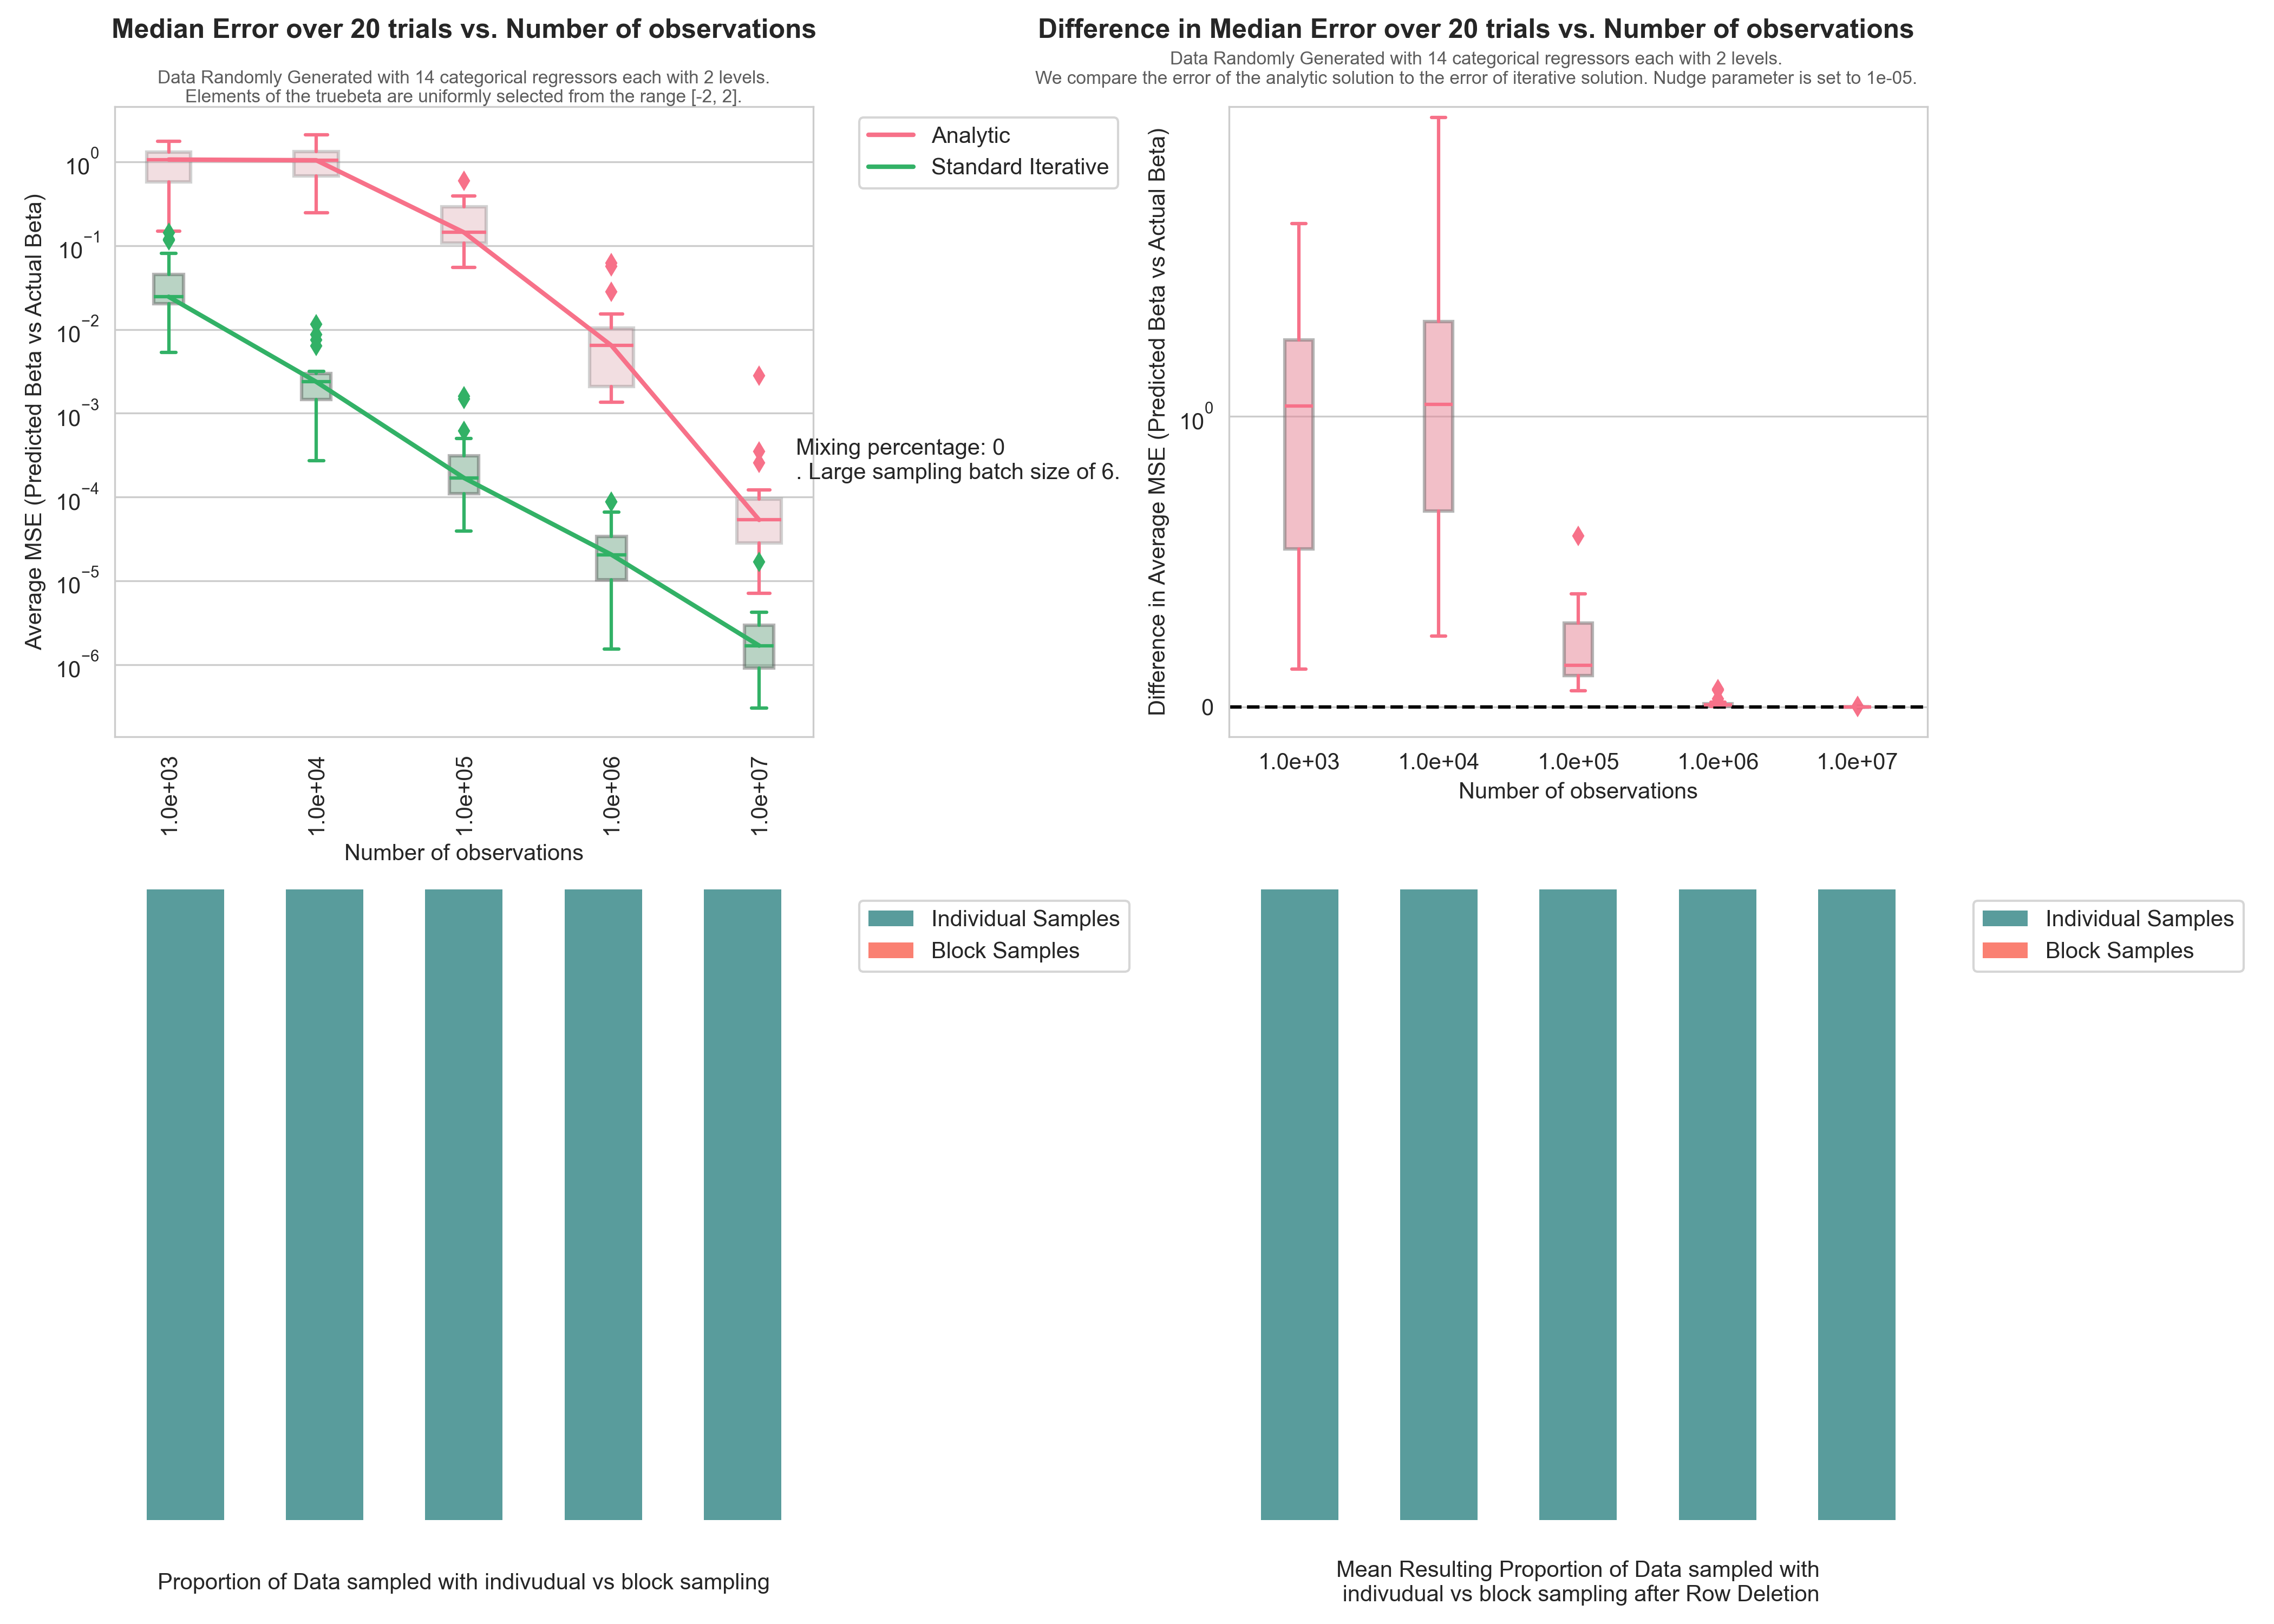 Median Error over 20 trials vs. Number of observations
Data Randomly Generated with 14 categorical regressors each with 2 levels.
Elements of the truebeta are uniformly selected from the range [-2, 2].
Average MSE (Predicted Beta vs Actual Beta)
10⁰
10⁻¹
10⁻²
10⁻³
10⁻⁴
10⁻⁵
10⁻⁶
1.0e+03
1.0e+04
1.0e+05
1.0e+06
1.0e+07
Number of observations
Analytic
Standard Iterative
Mixing percentage: 0
. Large sampling batch size of 6.
Difference in Median Error over 20 trials vs. Number of observations
Data Randomly Generated with 14 categorical regressors each with 2 levels.
We compare the error of the analytic solution to the error of iterative solution. Nudge parameter is set to 1e-05.
Difference in Average MSE (Predicted Beta vs Actual Beta)
10⁰
0
1.0e+03
1.0e+04
1.0e+05
1.0e+06
1.0e+07
Number of observations
Individual Samples
Block Samples
Proportion of Data sampled with indivudual vs block sampling
Individual Samples
Block Samples
Mean Resulting Proportion of Data sampled with
indivudual vs block sampling after Row Deletion